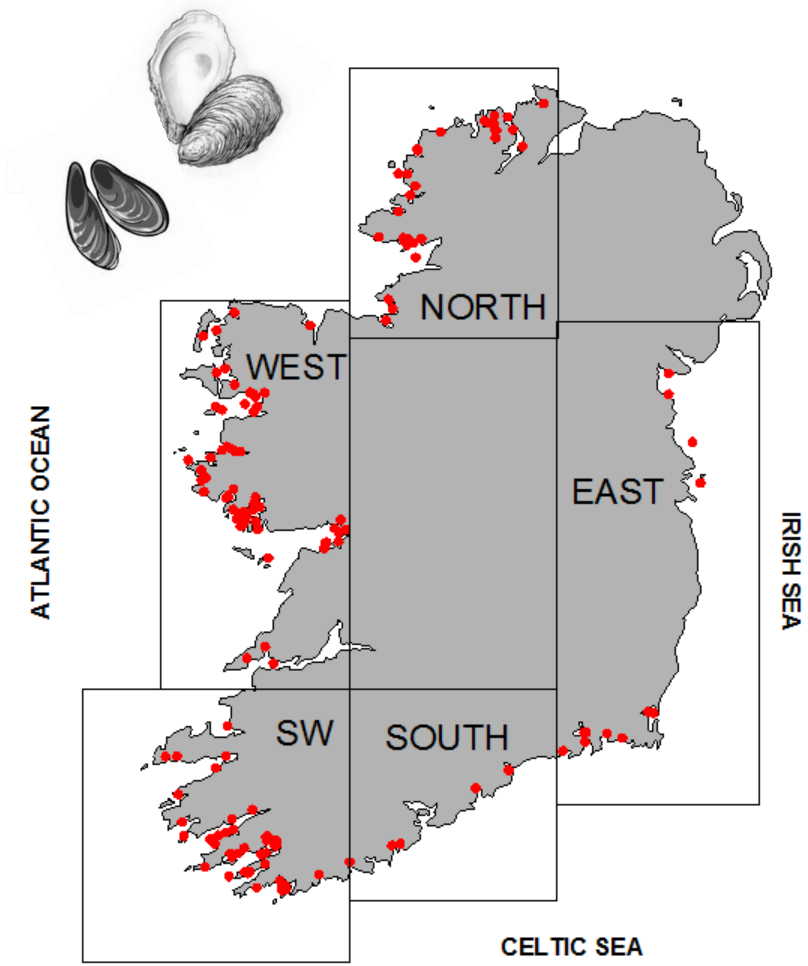 NORTH
WEST
ATLANTIC OCEAN
EAST
IRISH SEA
SW
SOUTH
CELTIC SEA